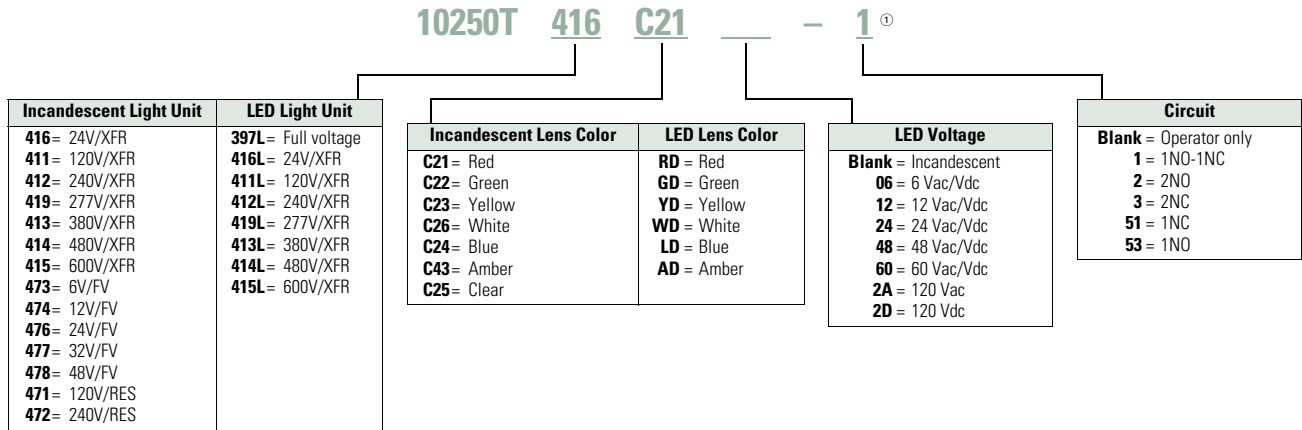 10250T 416 C21 ___ – 1 ①
Incandescent Light Unit
416 = 24V/XFR
411 = 120V/XFR
412 = 240V/XFR
419 = 277V/XFR
413 = 380V/XFR
414 = 480V/XFR
415 = 600V/XFR
473 = 6V/FV
474 = 12V/FV
476 = 24V/FV
477 = 32V/FV
478 = 48V/FV
471 = 120V/RES
472 = 240V/RES
LED Light Unit
397L = Full voltage
416L = 24V/XFR
411L = 120V/XFR
412L = 240V/XFR
419L = 277V/XFR
413L = 380V/XFR
414L = 480V/XFR
415L = 600V/XFR
Incandescent Lens Color
C21 = Red
C22 = Green
C23 = Yellow
C26 = White
C24 = Blue
C43 = Amber
C25 = Clear
LED Lens Color
RD = Red
GD = Green
YD = Yellow
WD = White
LD = Blue
AD = Amber
LED Voltage
Blank = Incandescent
06 = 6 Vac/Vdc
12 = 12 Vac/Vdc
24 = 24 Vac/Vdc
48 = 48 Vac/Vdc
60 = 60 Vac/Vdc
2A = 120 Vac
2D = 120 Vdc
Circuit
Blank = Operator only
1 = 1NO-1NC
2 = 2NO
3 = 2NC
51 = 1NC
53 = 1NO